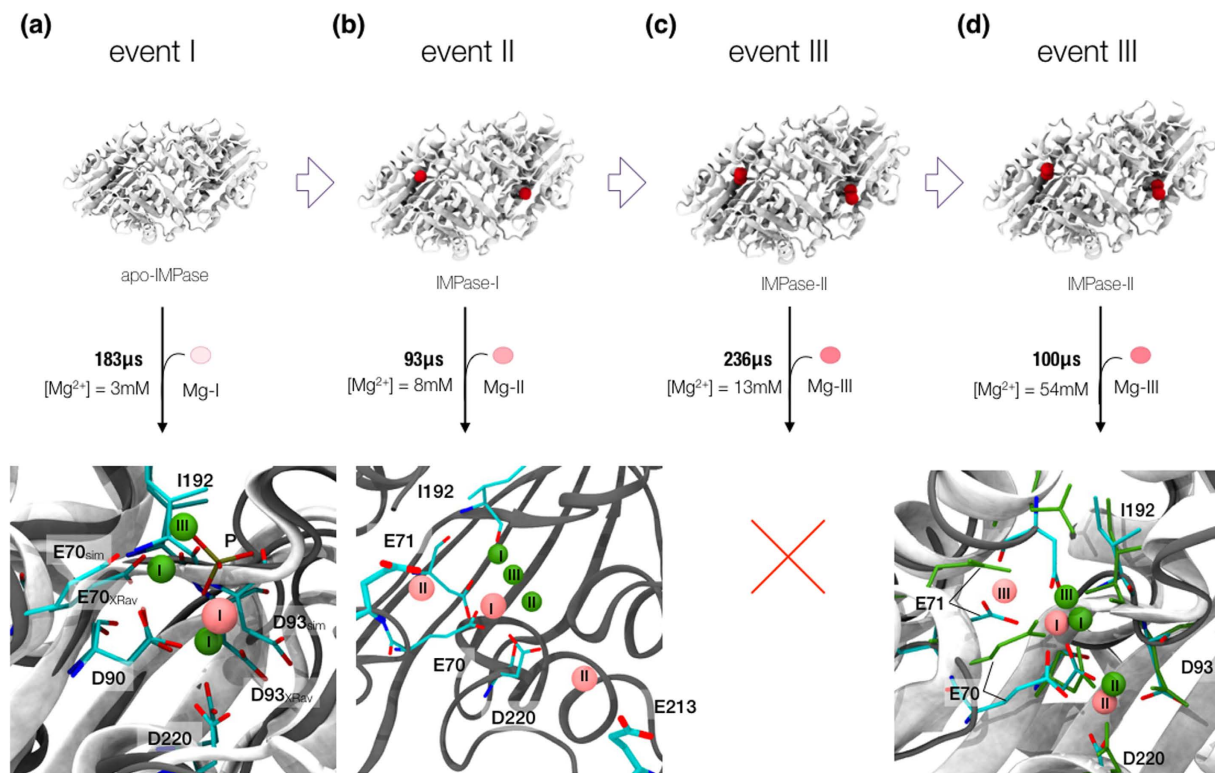 (a)
event I
(b)
event II
(c)
event III
(d)
event III
apo-IMPase
IMPase-I
IMPase-II
IMPase-II
183µs
[Mg²⁺] = 3mM
Mg-I
93µs
[Mg²⁺] = 8mM
Mg-II
236µs
[Mg²⁺] = 13mM
Mg-III
100µs
[Mg²⁺] = 54mM
Mg-III
I192
III
P
E70sim
I
E70XRav
I
D93sim
I
D90
D93XRav
D220
I192
E71
I
II
III
I
II
E70
II
D220
E213
I192
III
E71
III
I
I
D93
E70
II
II
D220